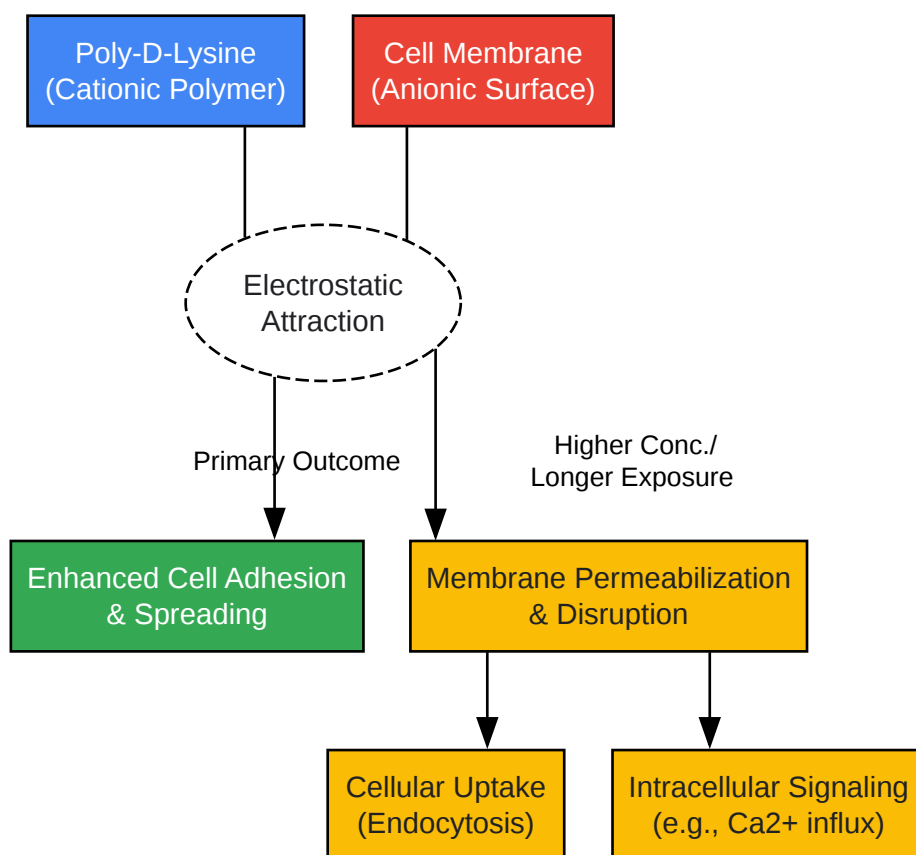 Poly-D-Lysine
(Cationic Polymer)
Cell Membrane
(Anionic Surface)
Electrostatic
Attraction
Primary Outcome
Higher Conc./
Longer Exposure
Enhanced Cell Adhesion
& Spreading
Membrane Permeabilization
& Disruption
Cellular Uptake
(Endocytosis)
Intracellular Signaling
(e.g., Ca2+ influx)